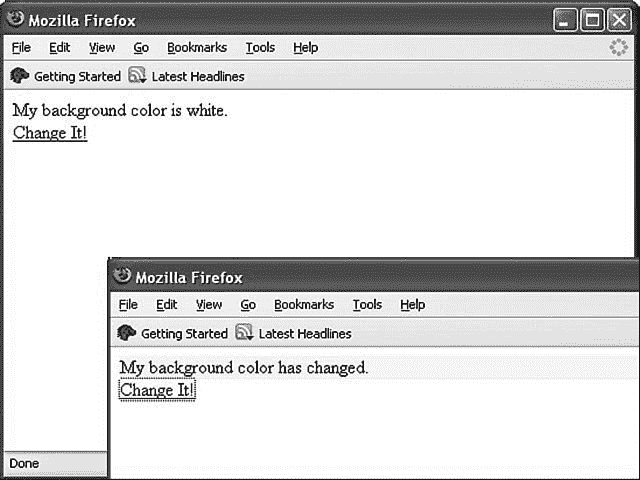 Mozilla Firefox
File Edit View Go Bookmarks Tools Help
Getting Started Latest Headlines
My background color is white.
Change It!
Mozilla Firefox
File Edit View Go Bookmarks Tools Help
Getting Started Latest Headlines
My background color has changed.
Change It!
Done